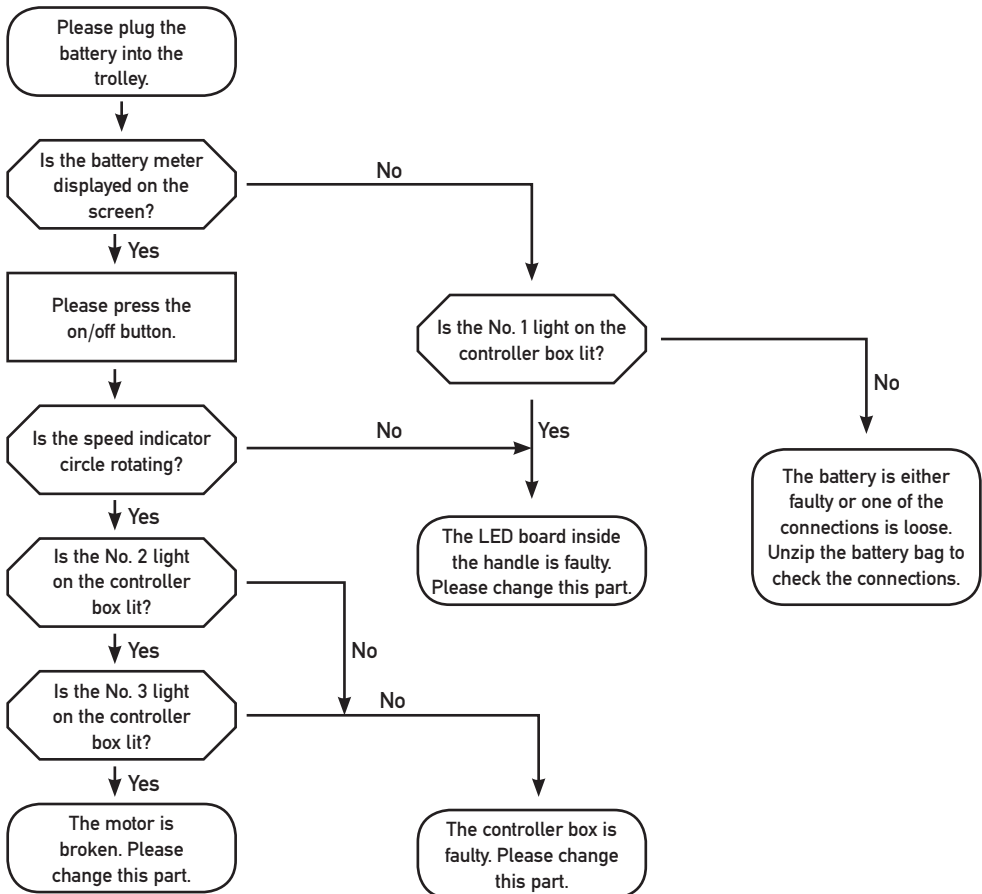 Please plug the
battery into the
trolley.
Is the battery meter
displayed on the
screen?
No
Yes
Please press the
on/off button.
Is the No. 1 light on the
controller box lit?
No
Is the speed indicator
circle rotating?
No
Yes
Yes
The battery is either
faulty or one of the
connections is loose.
Unzip the battery bag to
check the connections.
The LED board inside
the handle is faulty.
Please change this part.
Is the No. 2 light
on the controller
box lit?
No
Yes
Is the No. 3 light
on the controller
box lit?
No
Yes
The motor is
broken. Please
change this part.
The controller box is
faulty. Please change
this part.